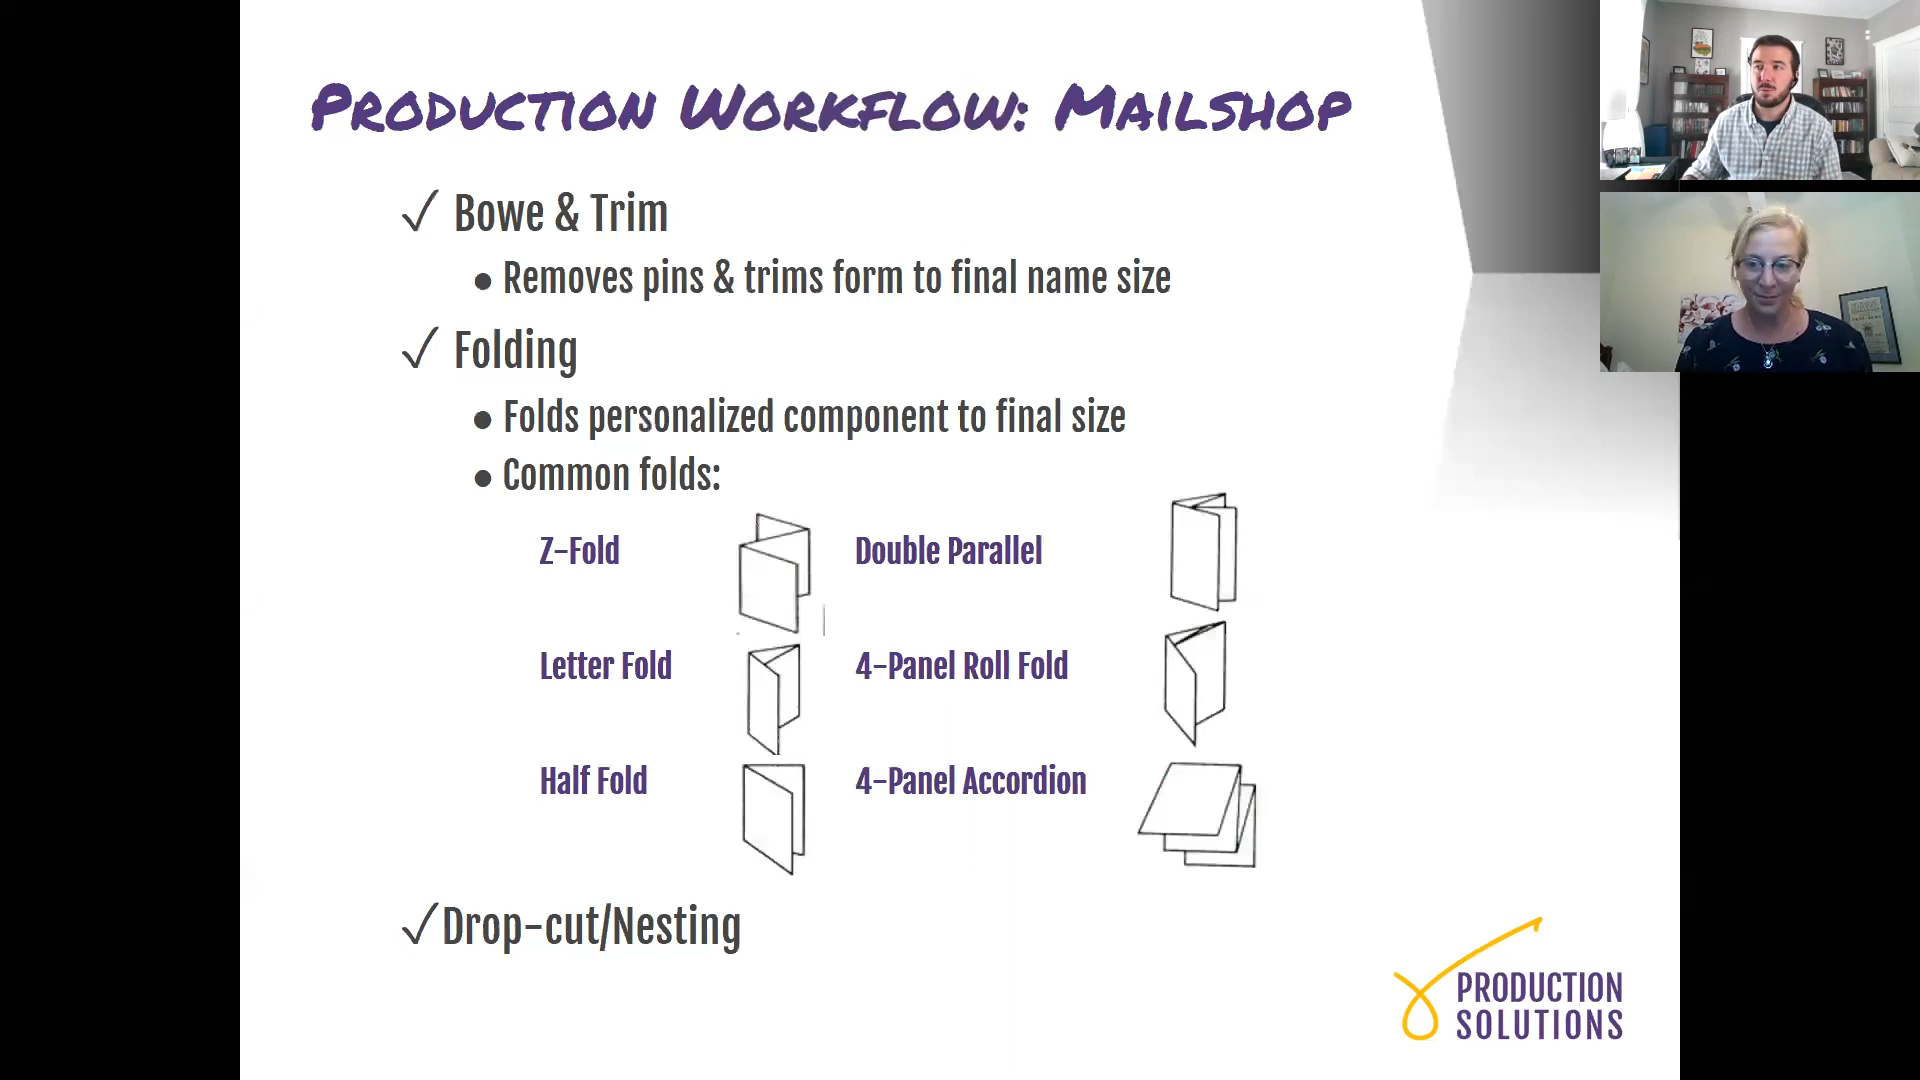 Production Workflow: Mailshop
✓ Bowe & Trim
● Removes pins & trims form to final name size
✓ Folding
● Folds personalized component to final size
● Common folds:
Z-Fold Double Parallel
Letter Fold 4-Panel Roll Fold
Half Fold 4-Panel Accordion
✓Drop-cut/Nesting
PRODUCTION
SOLUTIONS